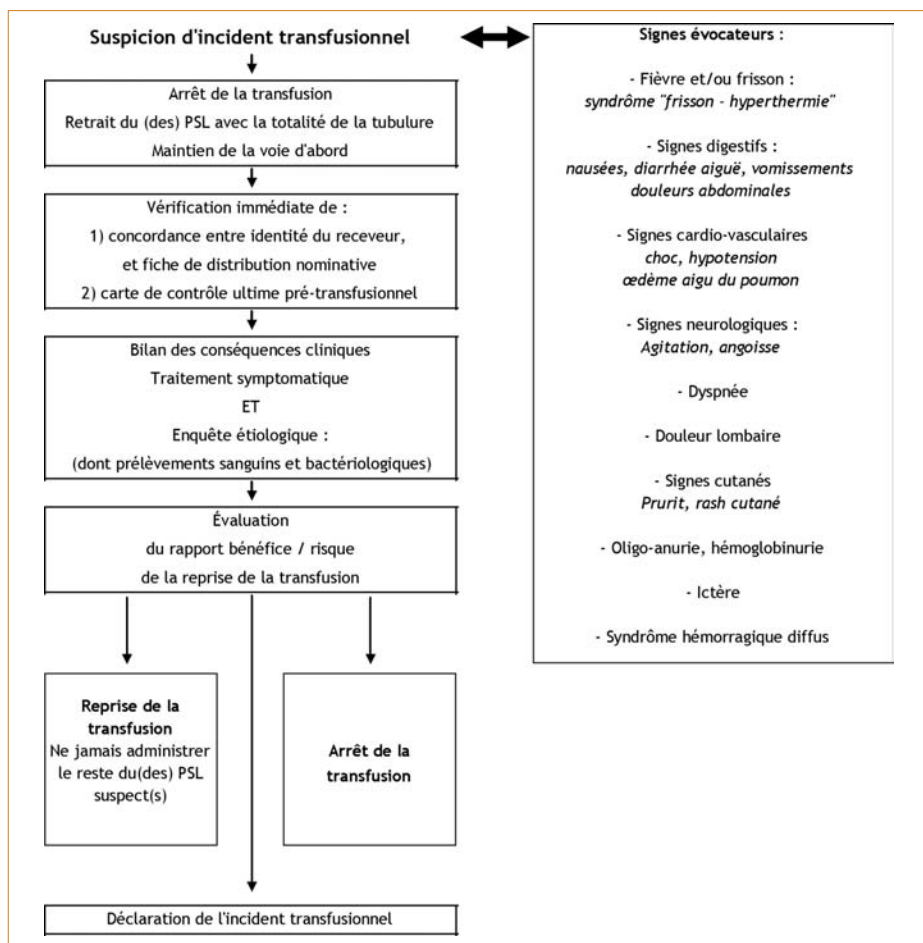 Suspicion d'incident transfusionnel
Arrêt de la transfusion
Retrait du (des) PSL avec la totalité de la tubulure
Maintien de la voie d'abord
Vérification immédiate de :
1) concordance entre identité du receveur,
et fiche de distribution nominative
2) carte de contrôle ultime pré-transfusionnel
Bilan des conséquences cliniques
Traitement symptomatique
ET
Enquête étiologique :
(dont prélèvements sanguins et bactériologiques)
Évaluation
du rapport bénéfice / risque
de la reprise de la transfusion
Reprise de la
transfusion
Ne jamais administrer
le reste du(des) PSL
suspect(s)
Arrêt de la
transfusion
Déclaration de l'incident transfusionnel
Signes évocateurs :
- Fièvre et/ou frisson :
syndrôme "frisson - hyperthermie"
- Signes digestifs :
nausées, diarrhée aiguë, vomissements
douleurs abdominales
- Signes cardio-vasculaires
choc, hypotension
œdème aigu du poumon
- Signes neurologiques :
Agitation, angoisse
- Dyspnée
- Douleur lombaire
- Signes cutanés
Prurit, rash cutané
- Oligo-anurie, hémoglobinurie
- Ictère
- Syndrôme hémorragique diffus